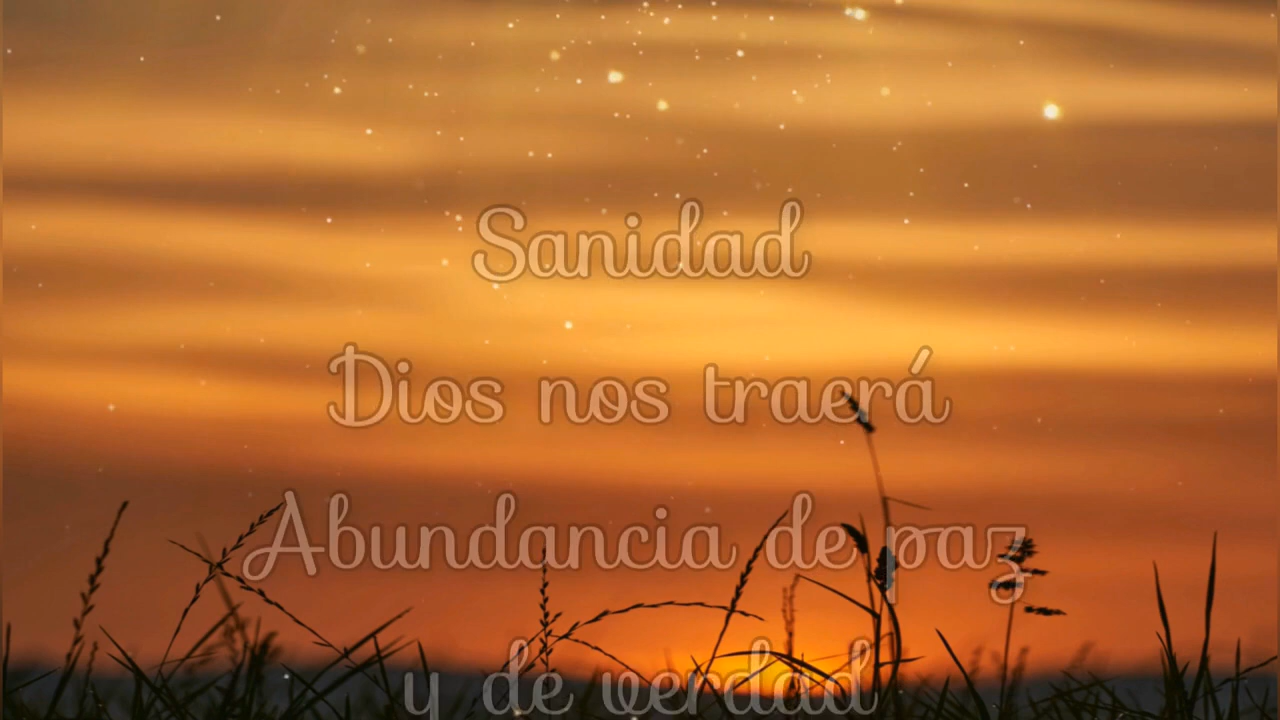 Sanidad
Dios nos traerá
Abundancia de paz
y de verdad